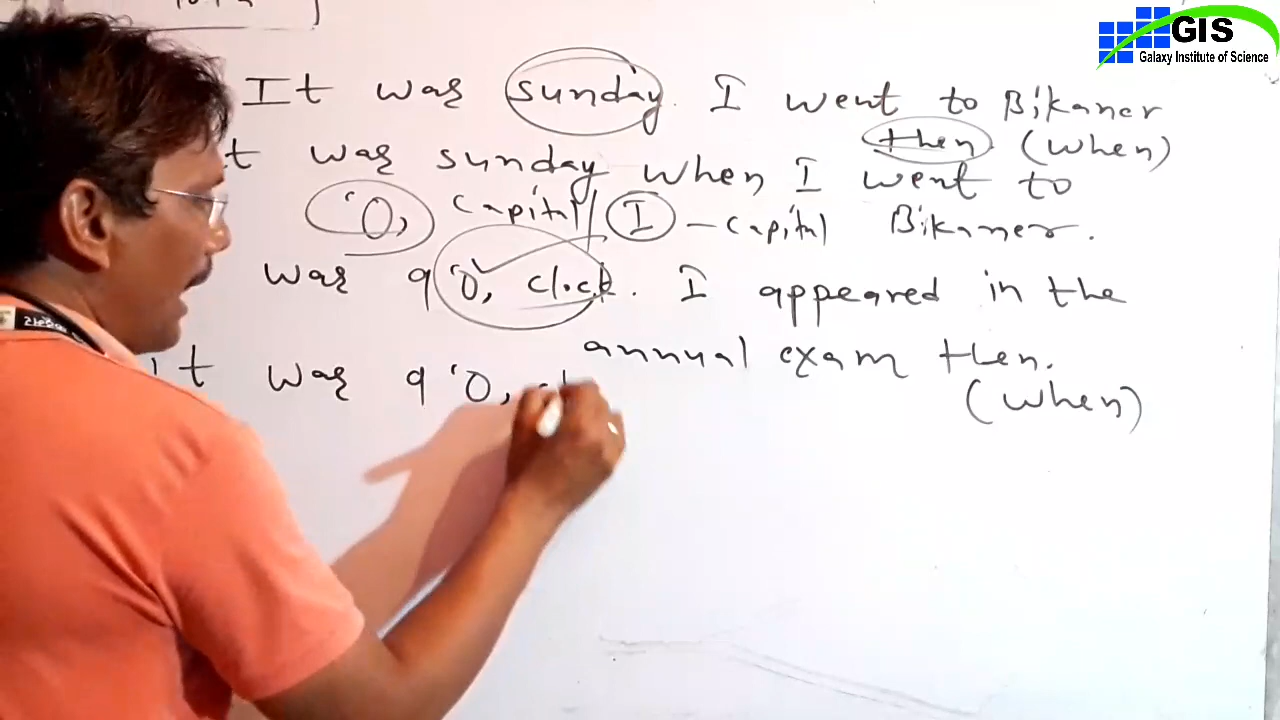 GIS
Galaxy Institute of Science
It was sunday. I went to Bikaner
then (when)
t was sunday when I went to
'O, capital / I - capital Bikaner.
was 9 'O, clock. I appeared in the
annual exam then.
It was 9 'O, cl
(when)